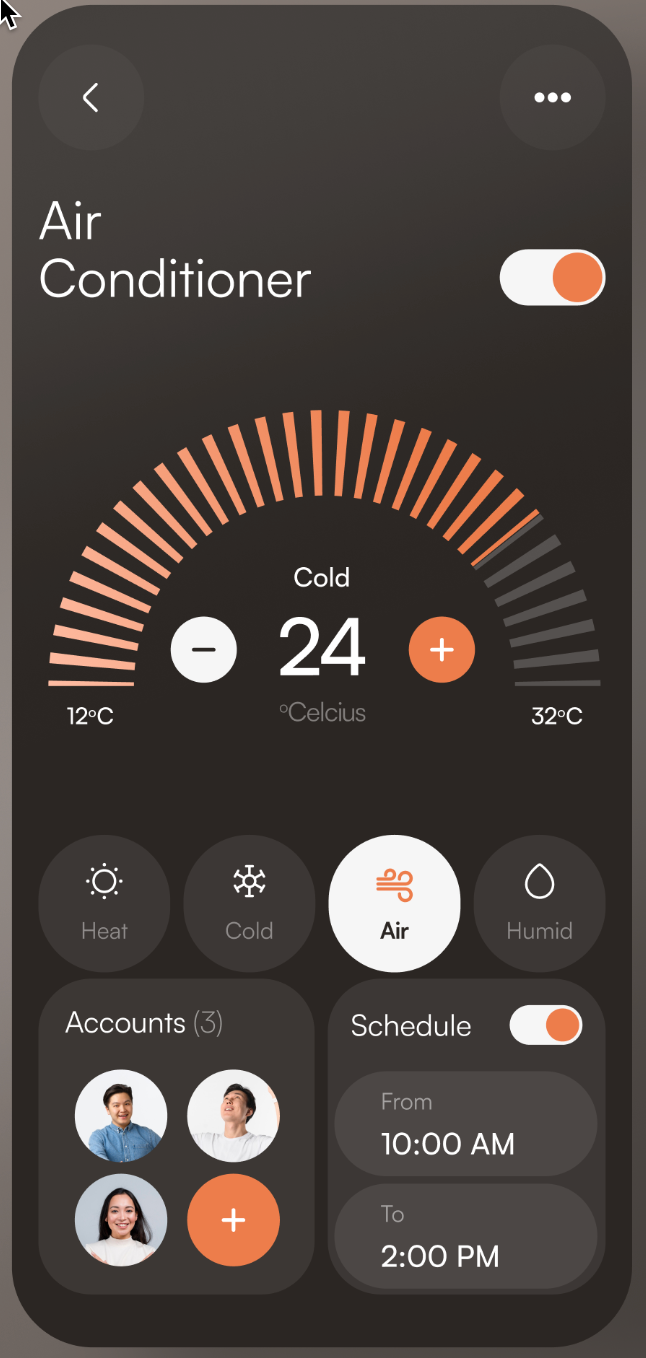 Air
Conditioner
Cold
24
°Celcius
12°C
32°C
Heat
Cold
Air
Humid
Accounts (3)
Schedule
From
10:00 AM
To
2:00 PM